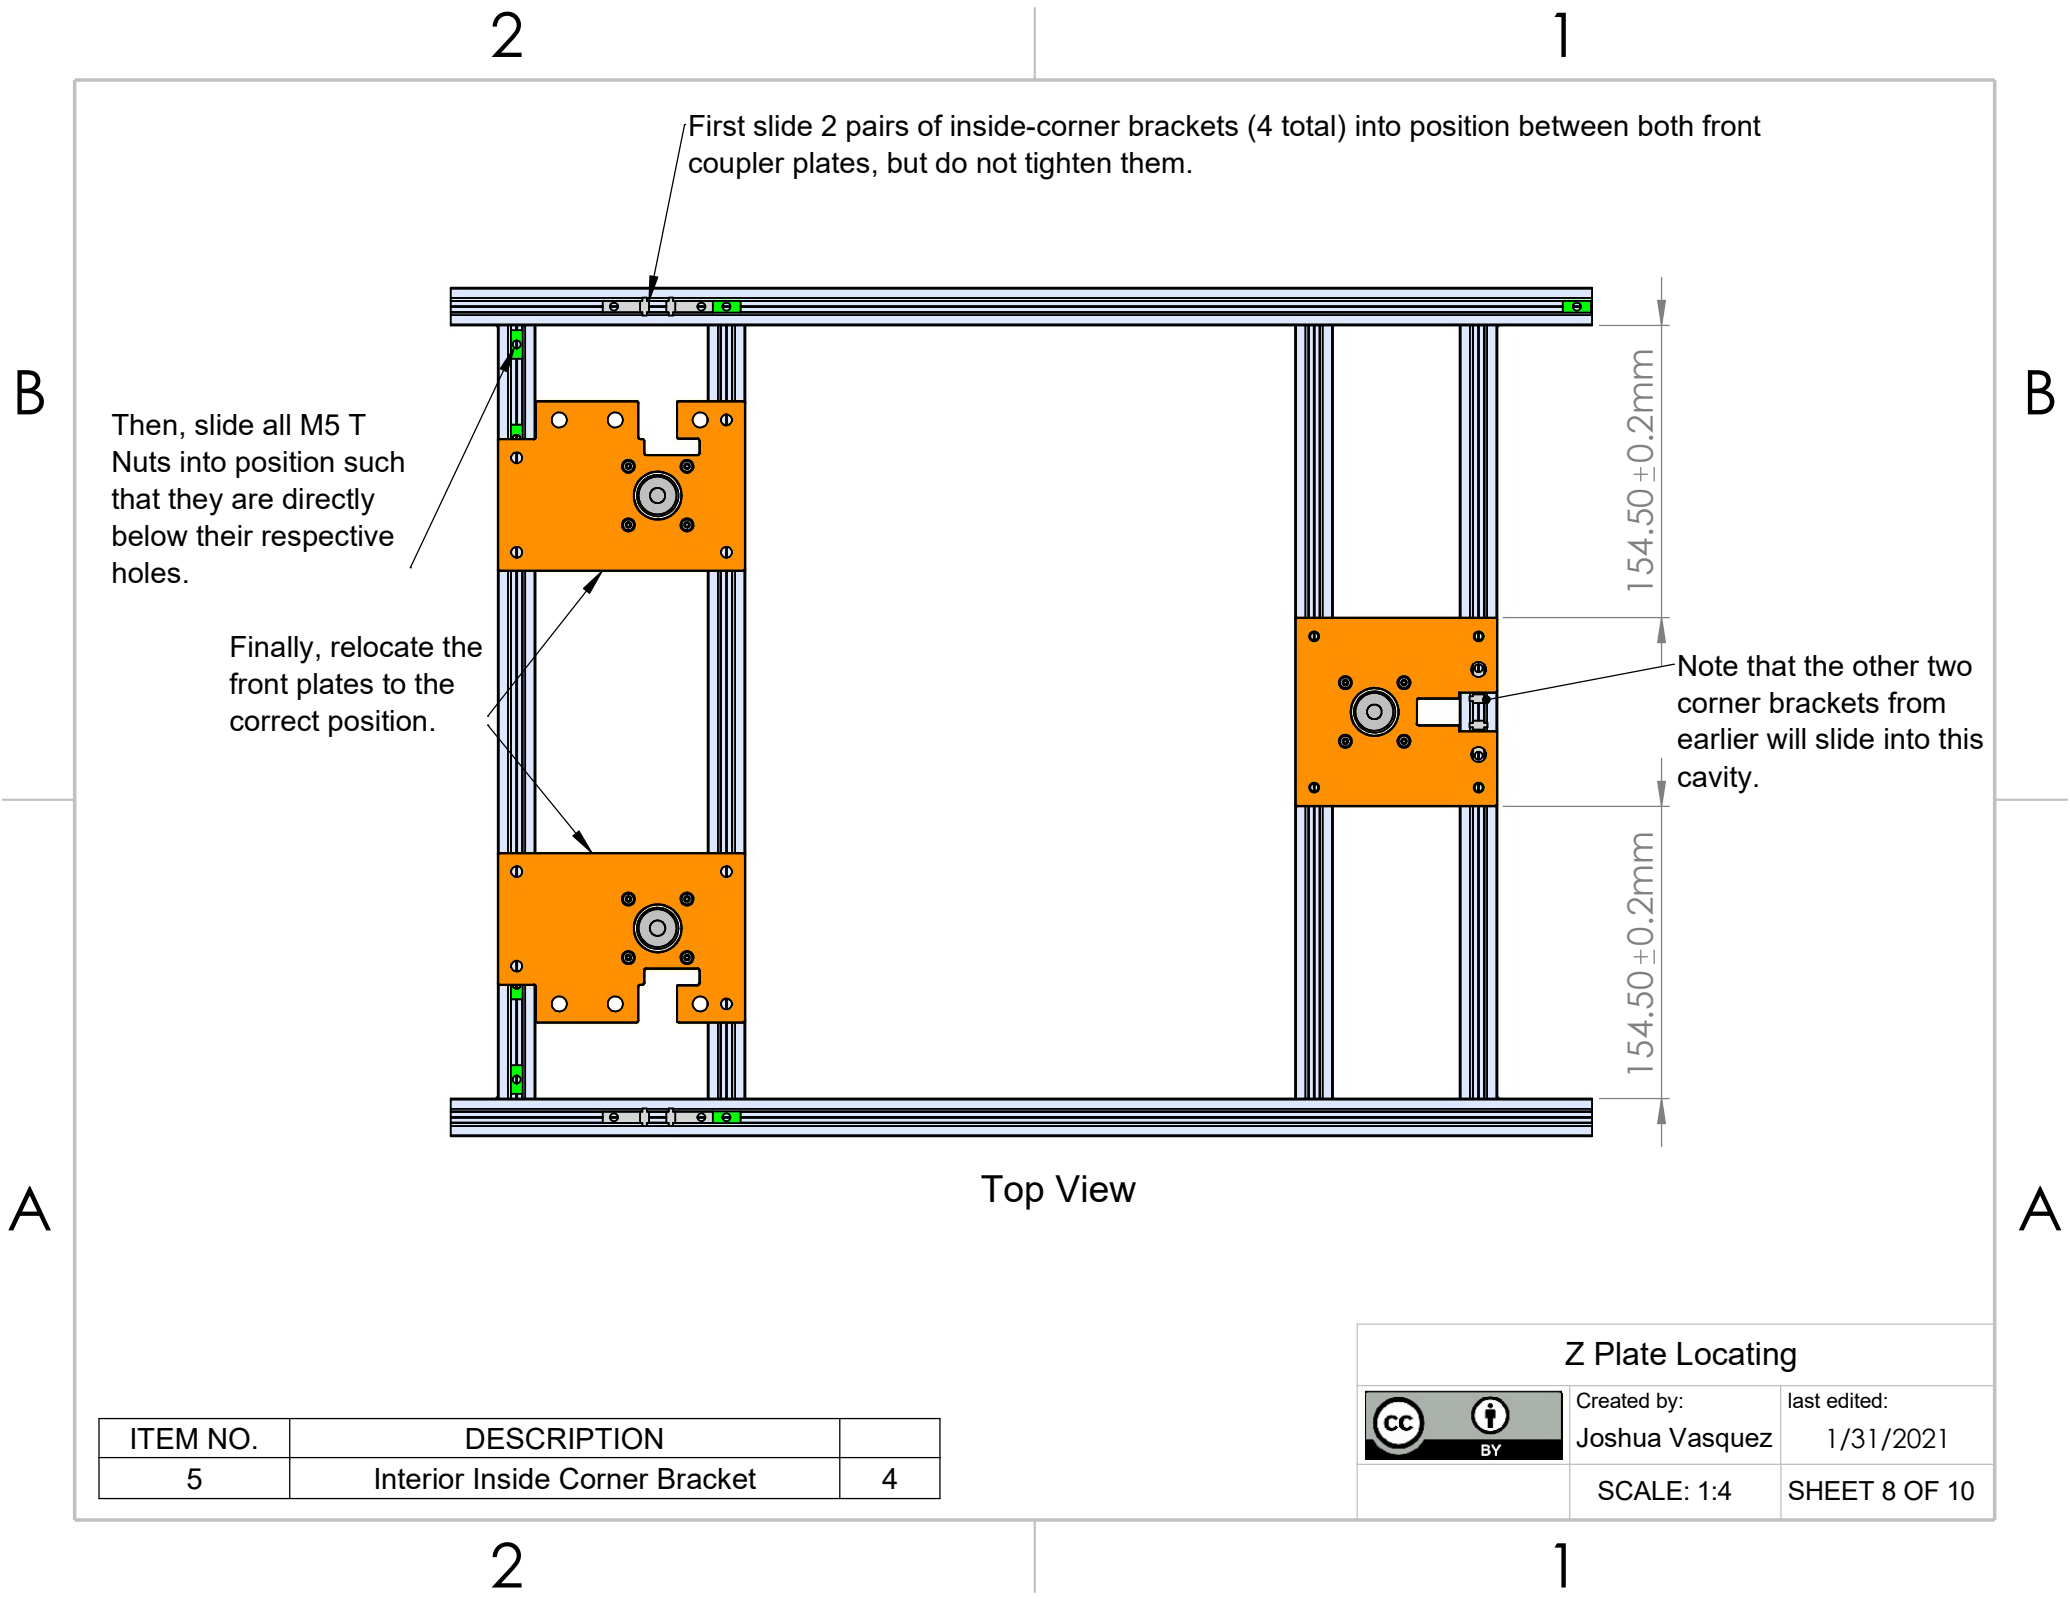 2
1
First slide 2 pairs of inside-corner brackets (4 total) into position between both front
coupler plates, but do not tighten them.
B
B
Then, slide all M5 T
Nuts into position such
that they are directly
below their respective
holes.
154.50±0.2mm
Finally, relocate the
front plates to the
correct position.
Note that the other two
corner brackets from
earlier will slide into this
cavity.
154.50±0.2mm
Top View
A
A
Z Plate Locating
CC
BY
Created by:
Joshua Vasquez
last edited:
1/31/2021
SCALE: 1:4
SHEET 8 OF 10
ITEM NO.
DESCRIPTION
5
Interior Inside Corner Bracket
4
2
1